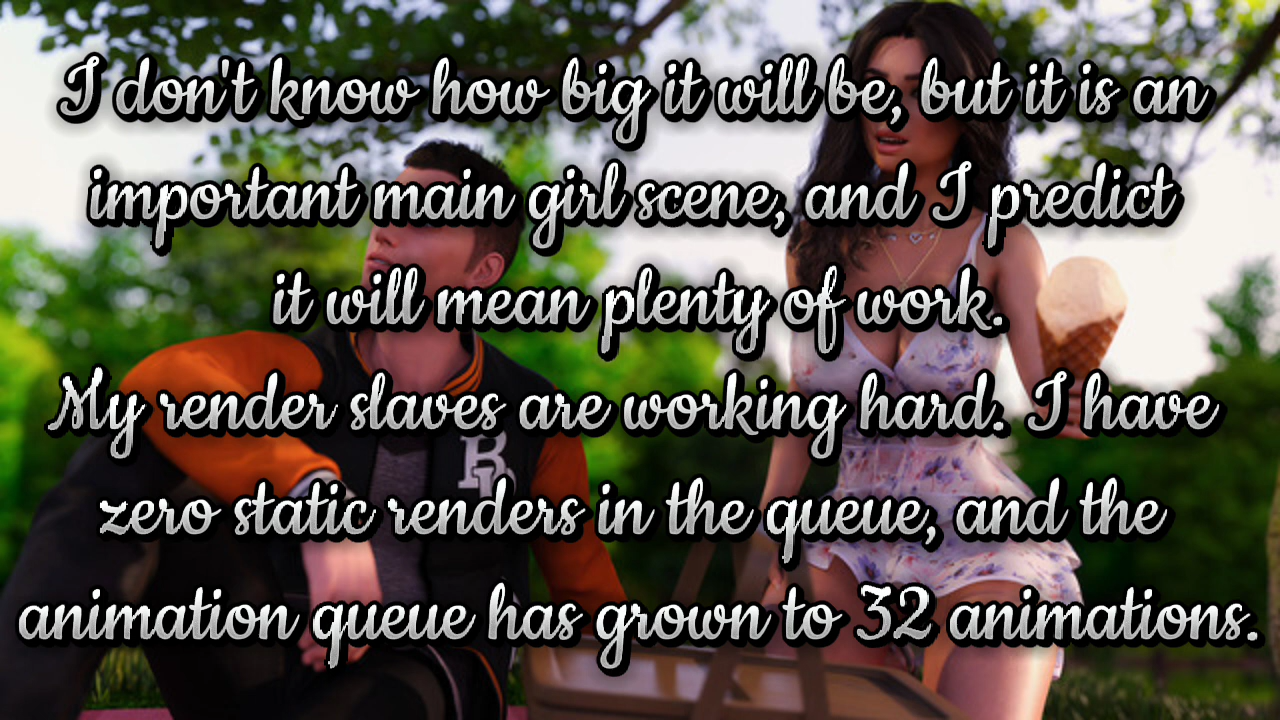 I don't know how big it will be, but it is an
important main girl scene, and I predict
it will mean plenty of work.
My render slaves are working hard. I have
zero static renders in the queue, and the
animation queue has grown to 32 animations.